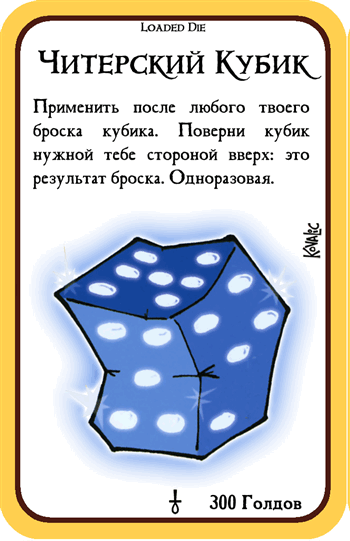 Loaded Die
Читерский Кубик
Применить после любого твоего
броска кубика. Поверни кубик
нужной тебе стороной вверх: это
результат броска. Одноразовая.
Kovalic
300 Голдов